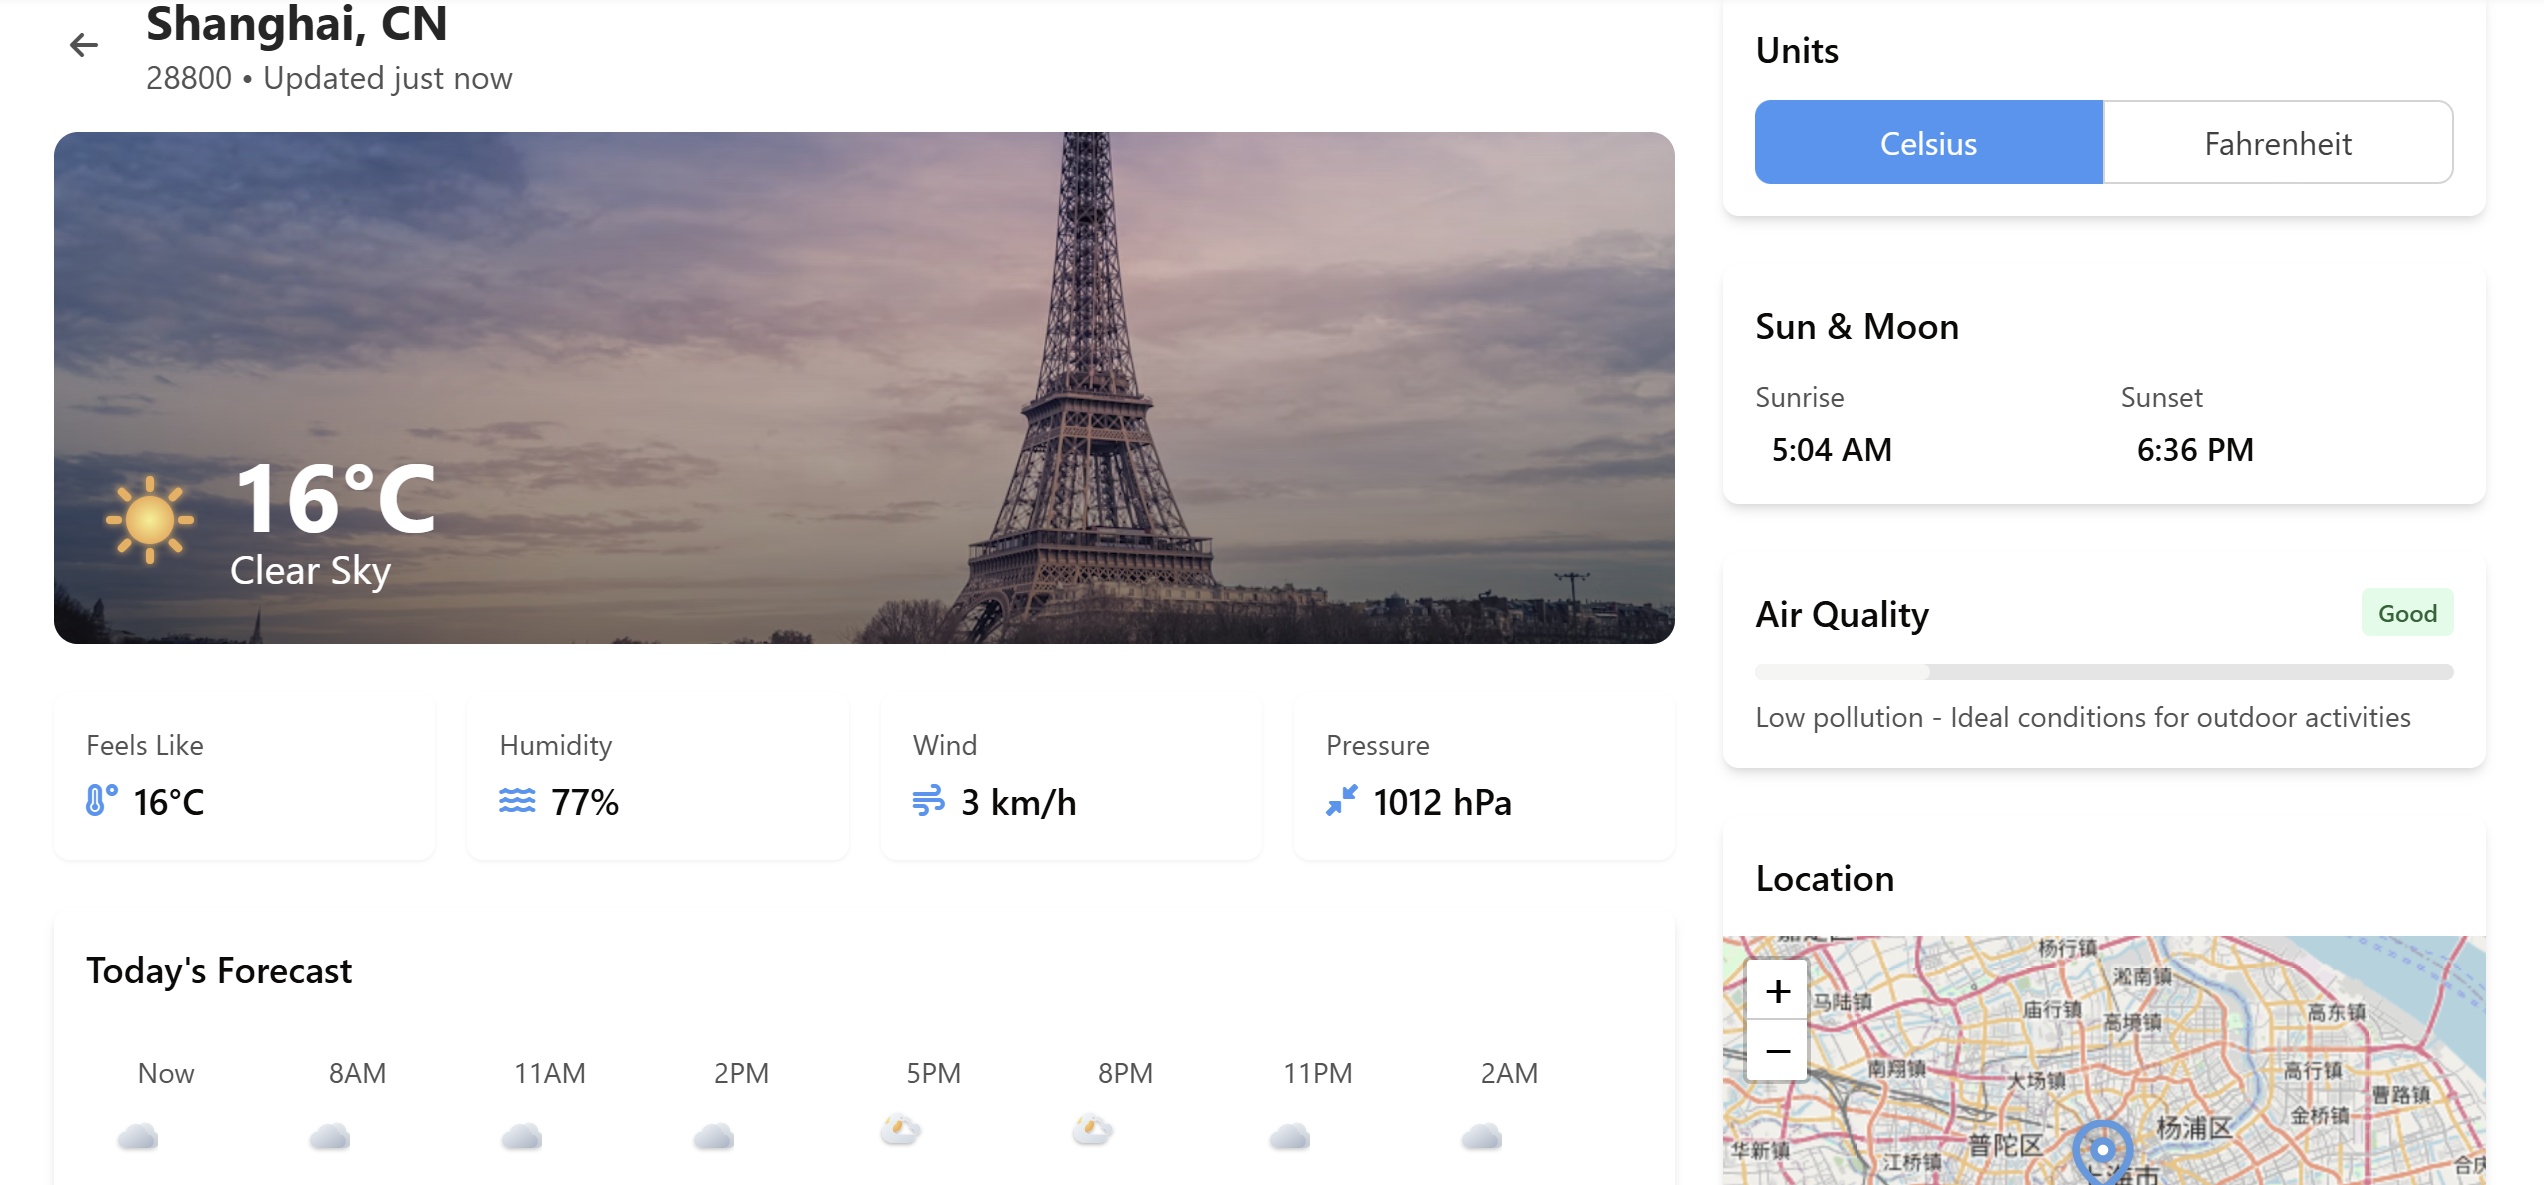 Shanghai, CN
28800 • Updated just now
16°C
Clear Sky
Feels Like
16°C
Humidity
77%
Wind
3 km/h
Pressure
1012 hPa
Today's Forecast
Now
8AM
11AM
2PM
5PM
8PM
11PM
2AM
Units
Celsius
Fahrenheit
Sun & Moon
Sunrise
5:04 AM
Sunset
6:36 PM
Air Quality
Good
Low pollution - Ideal conditions for outdoor activities
Location
+
−
杨行镇
淞南镇
马陆镇
庙行镇
高境镇
高东镇
南翔镇
大场镇
高行镇
曹路镇
金桥镇
杨浦区
普陀区
华新镇
江桥镇
上海市